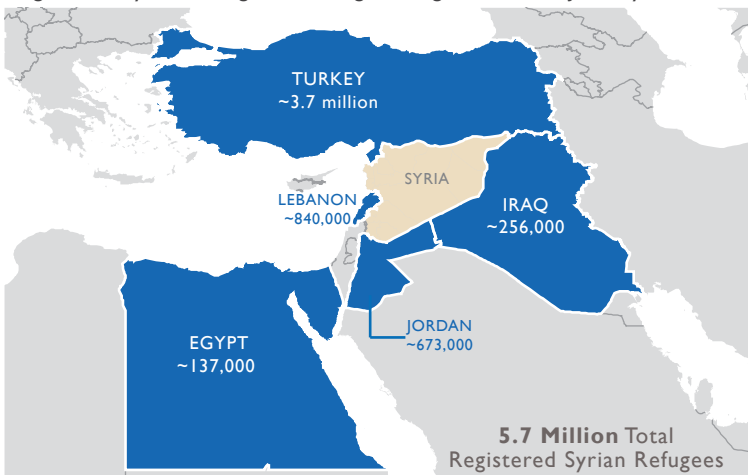 TURKEY
~3.7 million
SYRIA
LEBANON
~840,000
IRAQ
~256,000
JORDAN
~673,000
EGYPT
~137,000
5.7 Million Total
Registered Syrian Refugees